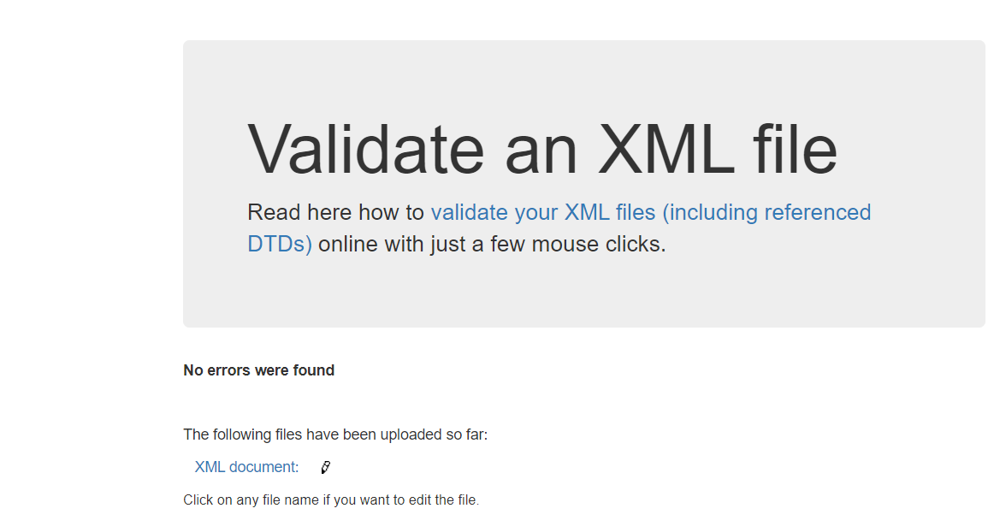 Validate an XML file
Read here how to validate your XML files (including referenced
DTDs) online with just a few mouse clicks.
No errors were found
The following files have been uploaded so far:
XML document:
Click on any file name if you want to edit the file.